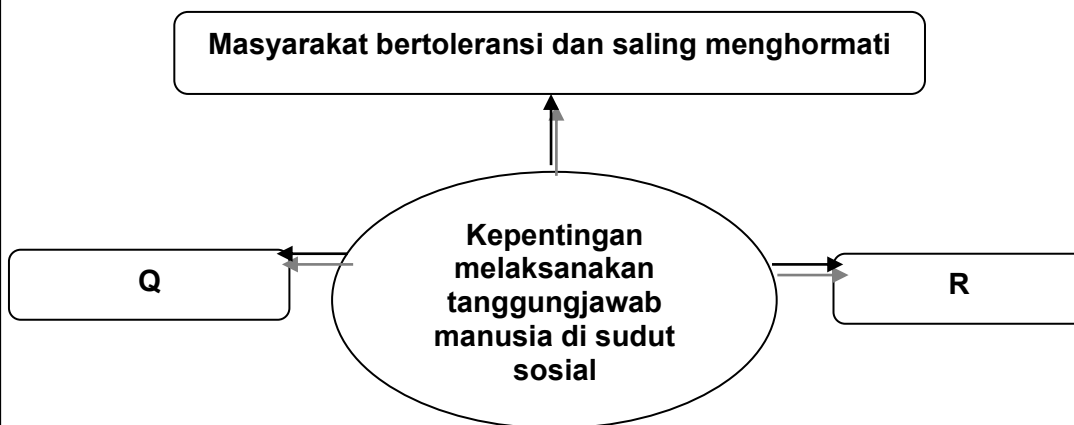 Masyarakat bertoleransi dan saling menghormati
Kepentingan
melaksanakan
tanggungjawab
manusia di sudut
sosial
Q
R